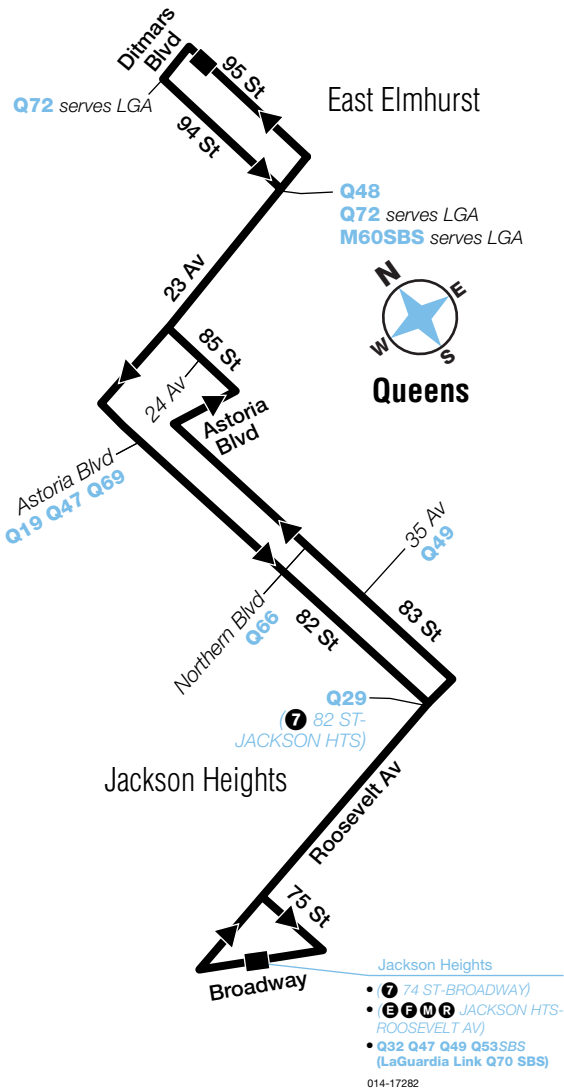 Ditmars
Blvd
95 St
East Elmhurst
Q72 serves LGA
94 St
Q48
Q72 serves LGA
M60SBS serves LGA
23 Av
N
E
W
S
Queens
85 St
24 Av
Astoria
Blvd
Astoria Blvd
Q19 Q47 Q69
35 Av
Q49
Northern Blvd
Q66
82 St
83 St
Q29
(7 82 ST-
JACKSON HTS)
Jackson Heights
Roosevelt Av
75 St
Broadway
Jackson Heights
• (7 74 ST-BROADWAY)
• (E F M R JACKSON HTS-
ROOSEVELT AV)
• Q32 Q47 Q49 Q53SBS
(LaGuardia Link Q70 SBS)
014-17282